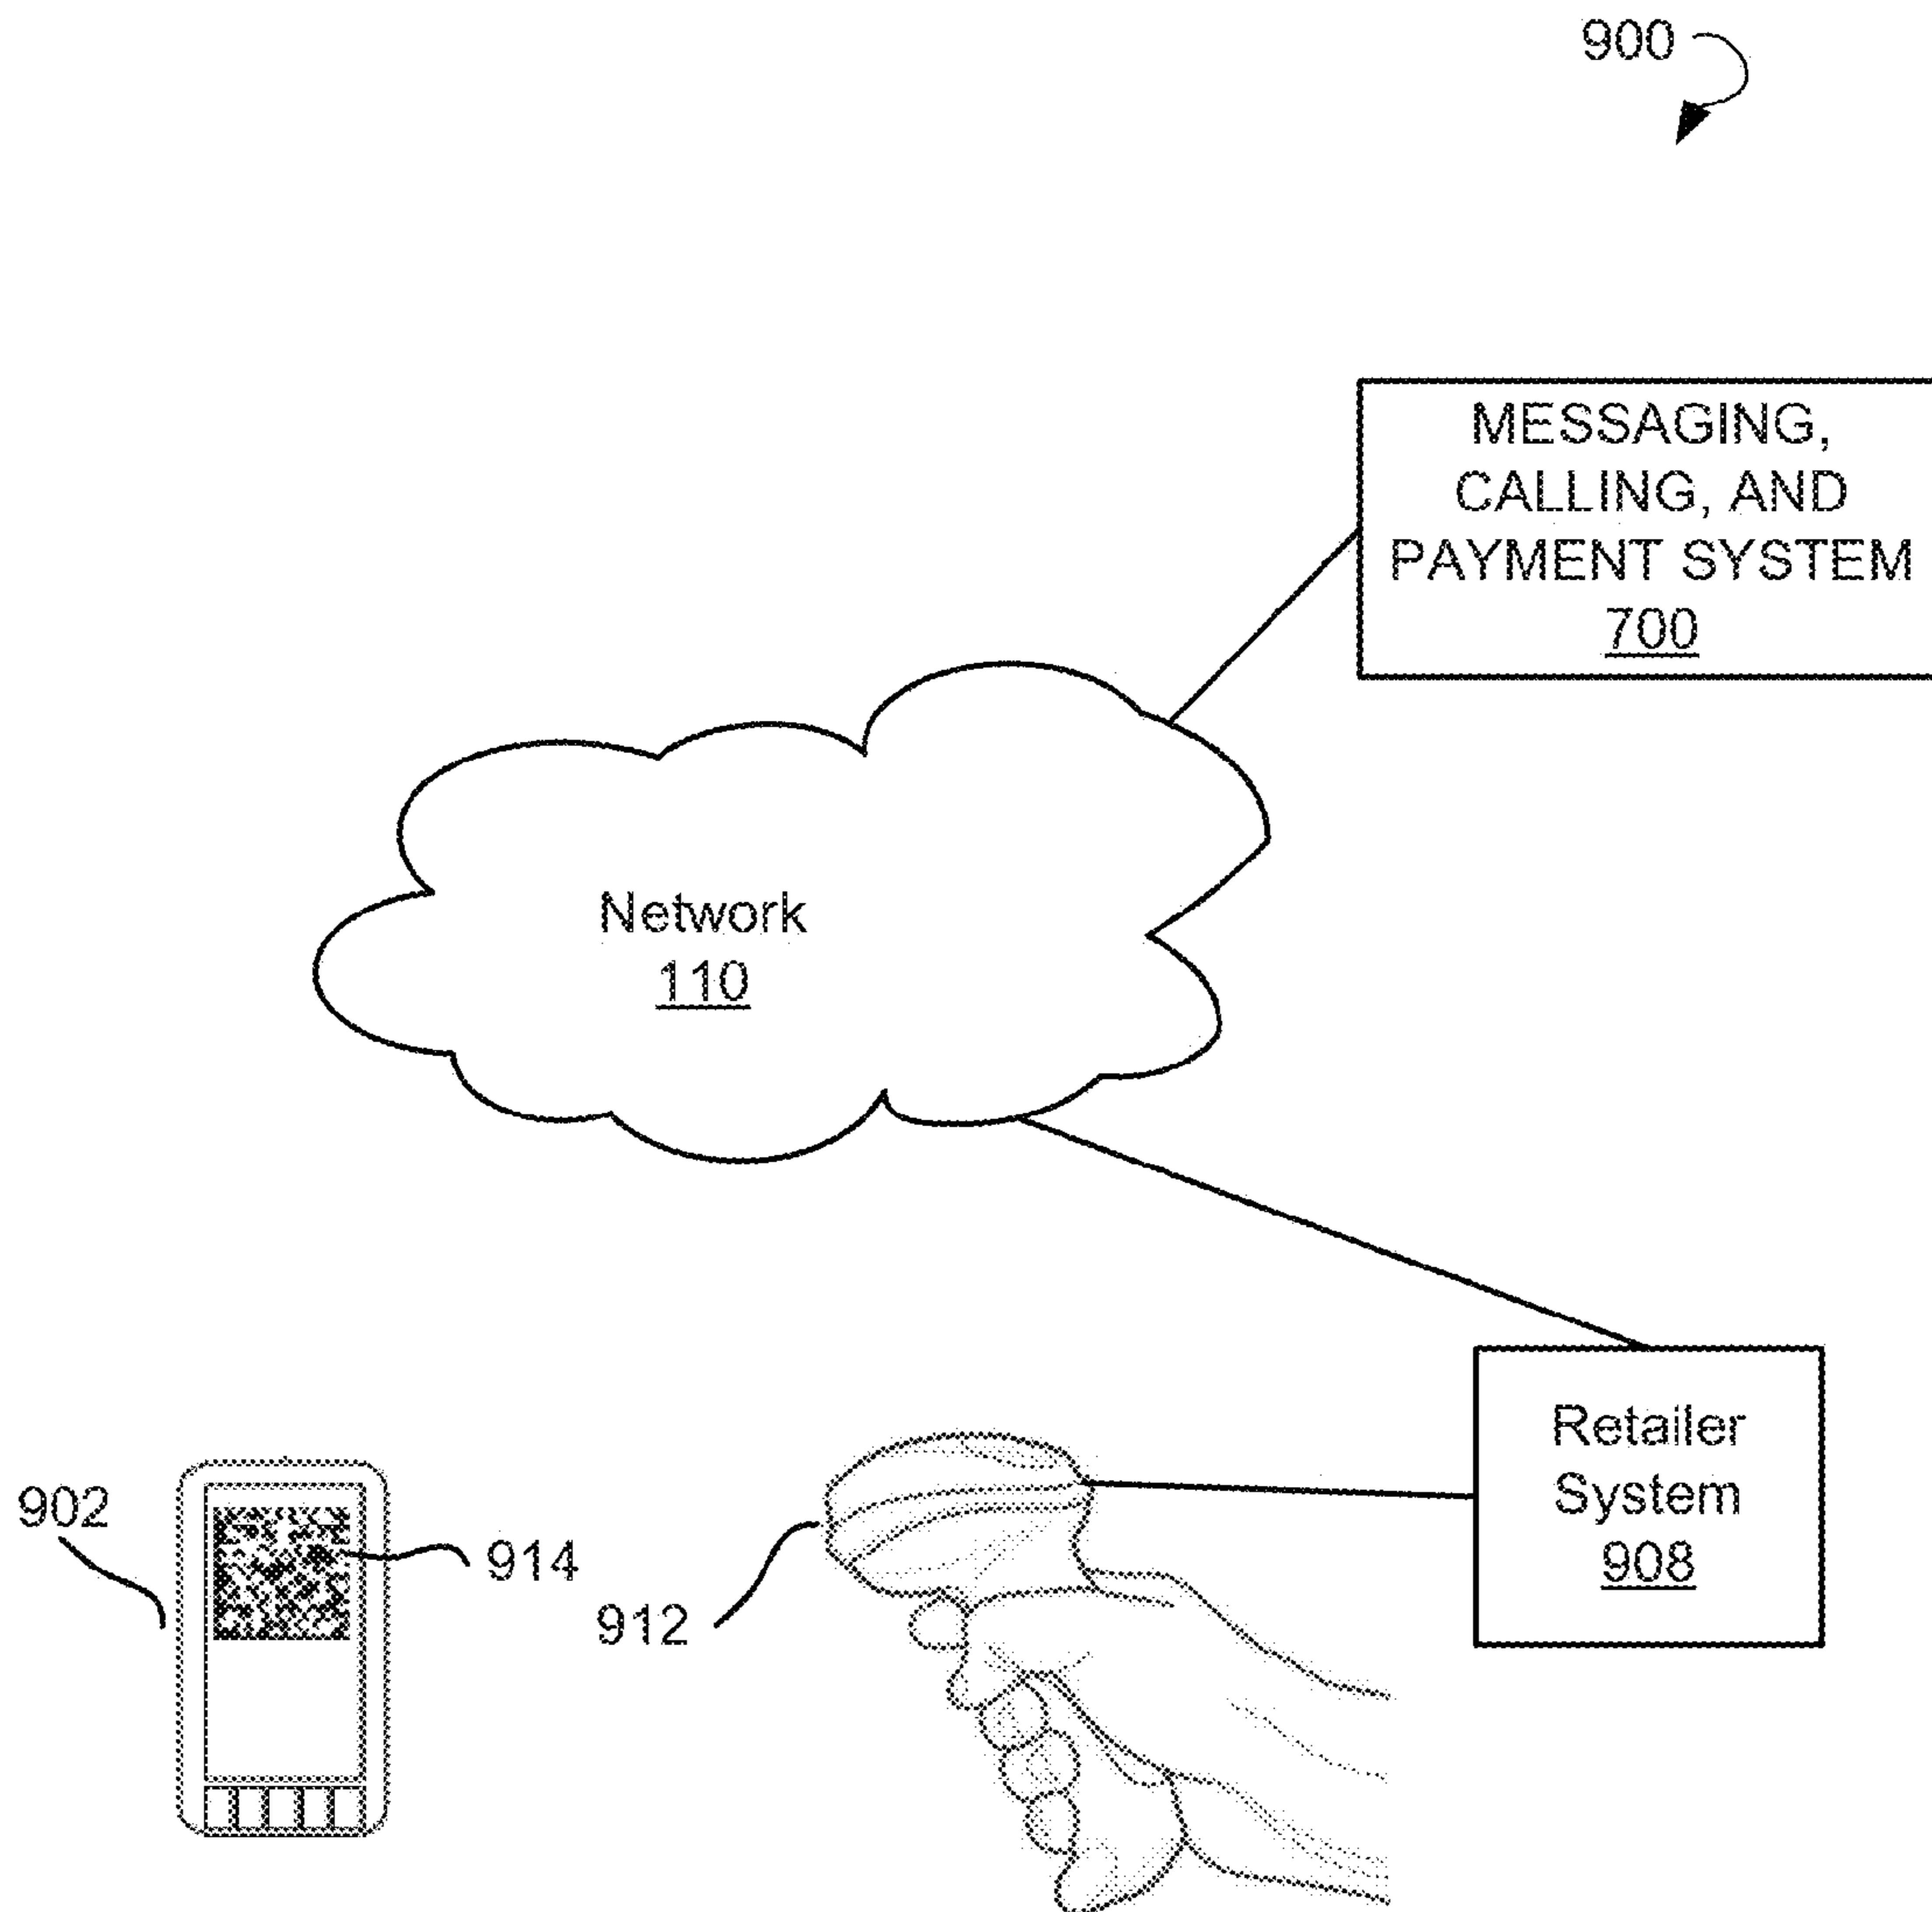 900
MESSAGING,
CALLING, AND
PAYMENT SYSTEM
700
Network
110
Retailer
System
908
902
914
912